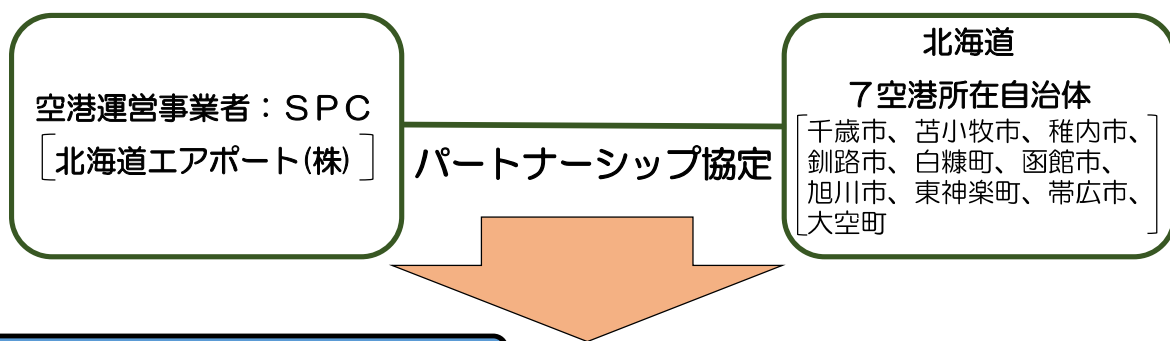 空港運営事業者：ＳＰＣ
［北海道エアポート(株)］
パートナーシップ協定
北海道
７空港所在自治体
千歳市、苫小牧市、稚内市、
釧路市、白糠町、函館市、
旭川市、東神楽町、帯広市、
大空町